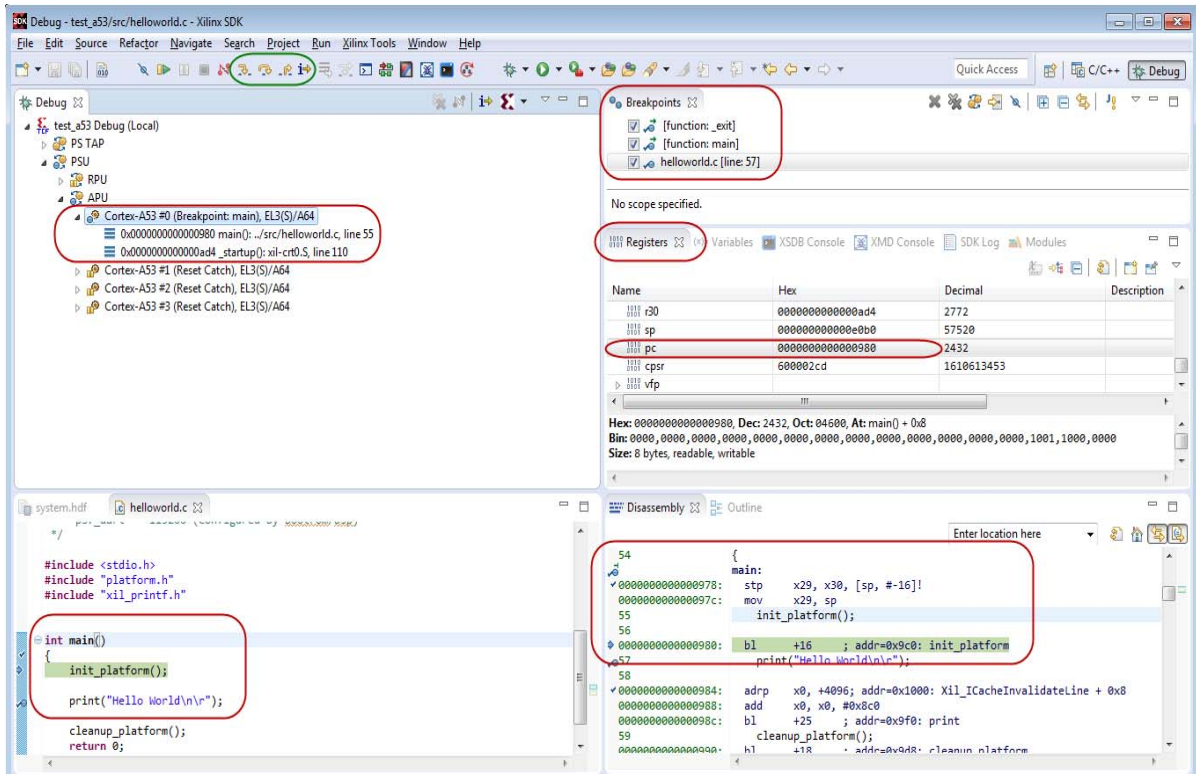 Debug - test_a53/src/helloworld.c - Xilinx SDK
File Edit Source Refactor Navigate Search Project Run Xilinx Tools Window Help
Quick Access C/C++ Debug
Debug
test_a53 Debug (Local)
PS TAP
PSU
RPU
APU
Cortex-A53 #0 (Breakpoint: main), EL3(S)/A64
0x0000000000000980 main(): ../src/helloworld.c, line 55
0x0000000000000ad4 _startup(): xil-crt0.S, line 110
Cortex-A53 #1 (Reset Catch), EL3(S)/A64
Cortex-A53 #2 (Reset Catch), EL3(S)/A64
Cortex-A53 #3 (Reset Catch), EL3(S)/A64
Breakpoints
[function: _exit]
[function: main]
helloworld.c [line: 57]
No scope specified.
Registers Variables XSDB Console XMD Console SDK Log Modules
Name Hex Decimal Description
r30 0000000000000ad4 2772
sp 000000000000e0b0 57520
pc 0000000000000980 2432
cpsr 600002cd 1610613453
vfp
Hex: 0000000000000980, Dec: 2432, Oct: 04600, At: main() + 0x8
Bin: 0000,0000,0000,0000,0000,0000,0000,0000,0000,0000,0000,0000,0000,1001,1000,0000
Size: 8 bytes, readable, writable
system.hdf helloworld.c
*/
#include <stdio.h>
#include "platform.h"
#include "xil_printf.h"
int main()
{
init_platform();
print("Hello World\n\r");
cleanup_platform();
return 0;
Disassembly Outline
Enter location here
54 {
main:
0000000000000978: stp x29, x30, [sp, #-16]!
000000000000097c: mov x29, sp
55 init_platform();
56
0000000000000980: bl +16 ; addr=0x9c0: init_platform
57 print("Hello World\n\r");
58
0000000000000984: adrp x0, +4096; addr=0x1000: Xil_ICacheInvalidateLine + 0x8
0000000000000988: add x0, x0, #0x8c0
000000000000098c: bl +25 ; addr=0x9f0: print
59 cleanup_platform();
0000000000000990: bl +18 ; addr=0x9d8: cleanup_platform